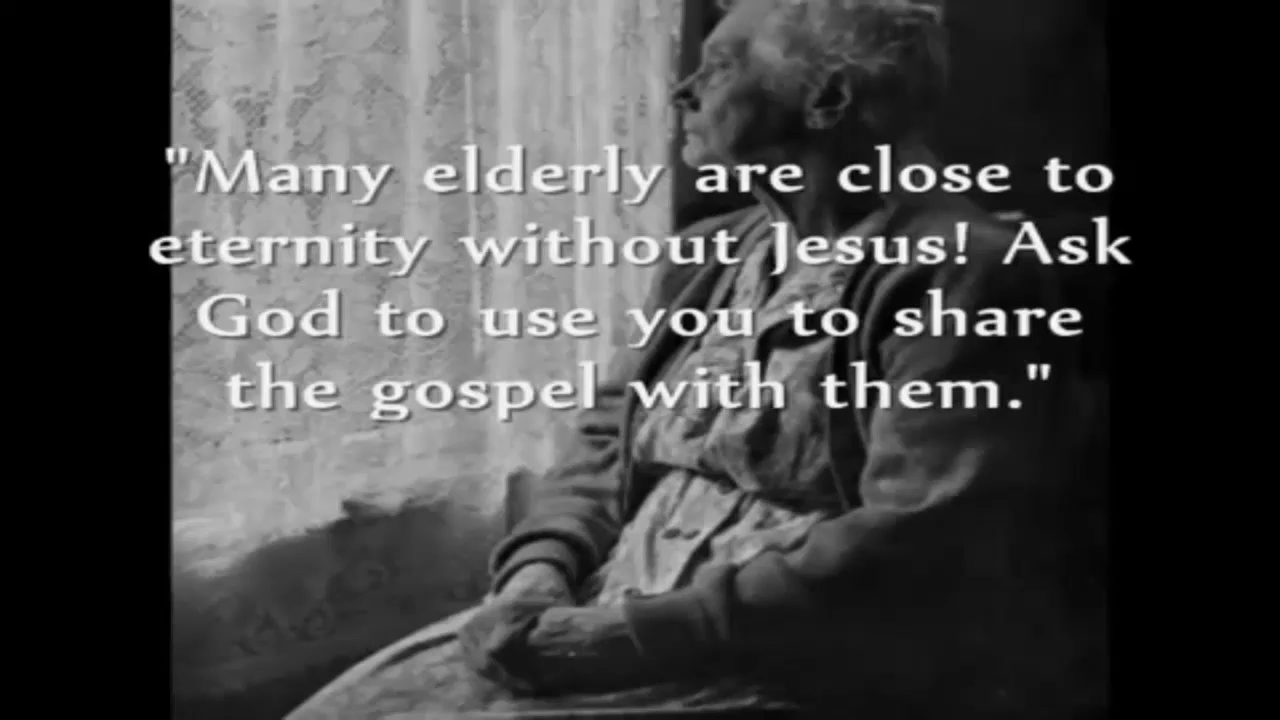 "Many elderly are close to
eternity without Jesus! Ask
God to use you to share
the gospel with them."